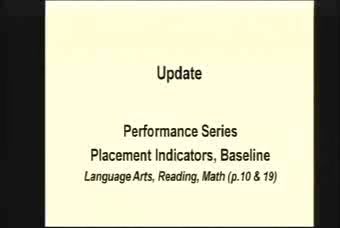 Update
Performance Series
Placement Indicators, Baseline
Language Arts, Reading, Math (p.10 & 19)